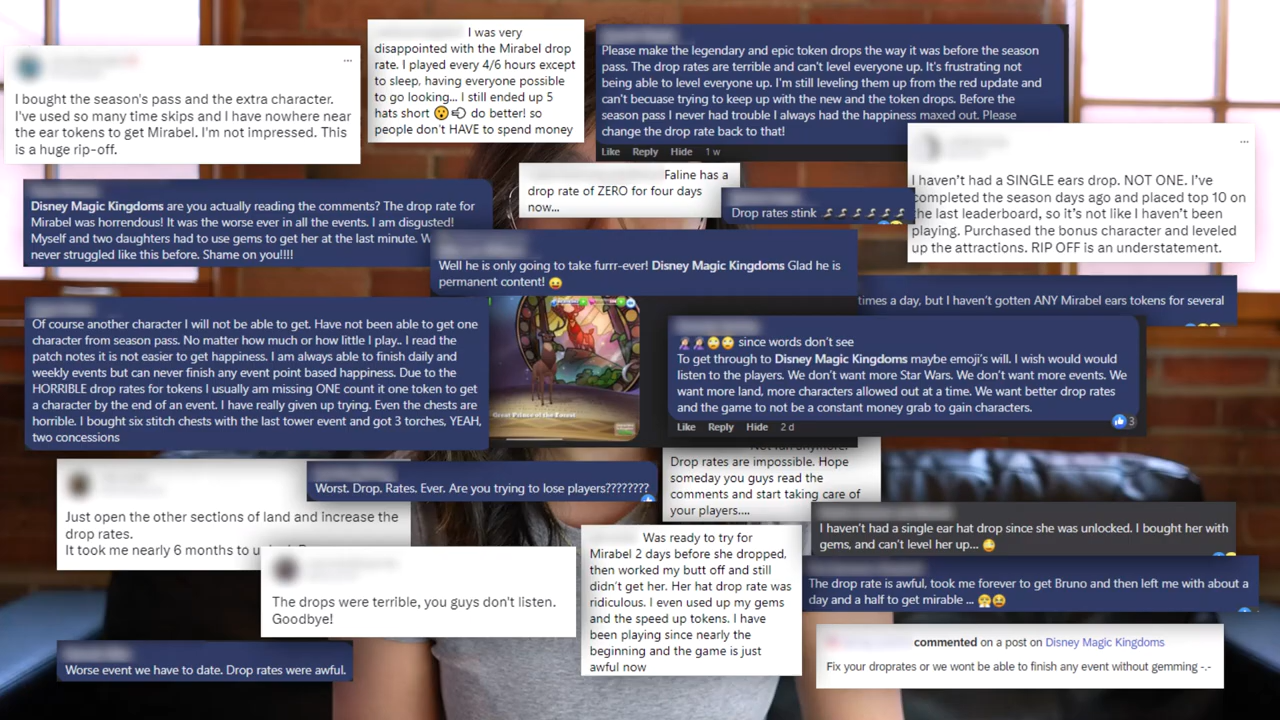 I bought the season's pass and the extra character.
I've used so many time skips and I have nowhere near
the ear tokens to get Mirabel. I'm not impressed. This
is a huge rip-off.
I was very
disappointed with the Mirabel drop
rate. I played every 4/6 hours except
to sleep, having everyone possible
to go looking... I still ended up 5
hats short 😲💨 do better! so
people don't HAVE to spend money
Please make the legendary and epic token drops the way it was before the season
pass. The drop rates are terrible and can't level everyone up. It's frustrating not
being able to level everyone up. I'm still leveling them up from the red update and
can't becuase trying to keep up with the new and the token drops. Before the
season pass I never had trouble I always had the happiness maxed out. Please
change the drop rate back to that!
Like Reply Hide 1 w
I haven't had a SINGLE ears drop. NOT ONE. I've
completed the season days ago and placed top 10 on
the last leaderboard, so it's not like I haven't been
playing. Purchased the bonus character and leveled
up the attractions. RIP OFF is an understatement.
Faline has a
drop rate of ZERO for four days
now...
Drop rates stink
Disney Magic Kingdoms are you actually reading the comments? The drop rate for
Mirabel was horrendous! It was the worse ever in all the events. I am disgusted!
Myself and two daughters had to use gems to get her at the last minute.
never struggled like this before. Shame on you!!!!
Well he is only going to take furrr-ever! Disney Magic Kingdoms Glad he is
permanent content! 😛
Great Prince of the Forest
times a day, but I haven't gotten ANY Mirabel ears tokens for several
Of course another character I will not be able to get. Have not been able to get one
character from season pass. No matter how much or how little I play.. I read the
patch notes it is not easier to get happiness. I am always able to finish daily and
weekly events but can never finish any event point based happiness. Due to the
HORRIBLE drop rates for tokens I usually am missing ONE count it one token to get
a character by the end of an event. I have really given up trying. Even the chests are
horrible. I bought six stitch chests with the last tower event and got 3 torches, YEAH,
two concessions
🤦‍♀️🤦‍♀️🙄🙄 since words don't see
To get through to Disney Magic Kingdoms maybe emoji's will. I wish would would
listen to the players. We don't want more Star Wars. We don't want more events. We
want more land, more characters allowed out at a time. We want better drop rates
and the game to not be a constant money grab to gain characters.
Like Reply Hide 2 d
3
Drop rates are impossible. Hope
someday you guys read the
comments and start taking care of
your players....
Worst. Drop. Rates. Ever. Are you trying to lose players????????
Just open the other sections of land and increase the
drop rates.
It took me nearly 6 months to
The drops were terrible, you guys don't listen.
Goodbye!
Was ready to try for
Mirabel 2 days before she dropped,
then worked my butt off and still
didn't get her. Her hat drop rate was
ridiculous. I even used up my gems
and the speed up tokens. I have
been playing since nearly the
beginning and the game is just
awful now
I haven't had a single ear hat drop since she was unlocked. I bought her with
gems, and can't level her up... 🙄
The drop rate is awful, took me forever to get Bruno and then left me with about a
day and a half to get mirable ... 😤😢
Worse event we have to date. Drop rates were awful.
commented on a post on Disney Magic Kingdoms
Fix your droprates or we wont be able to finish any event without gemming -.-